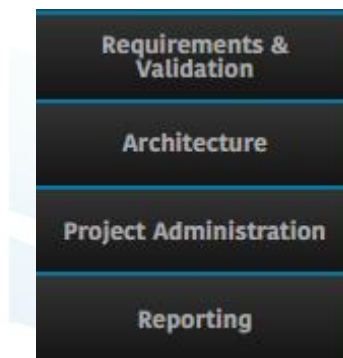 Requirements &
Validation
Architecture
Project Administration
Reporting